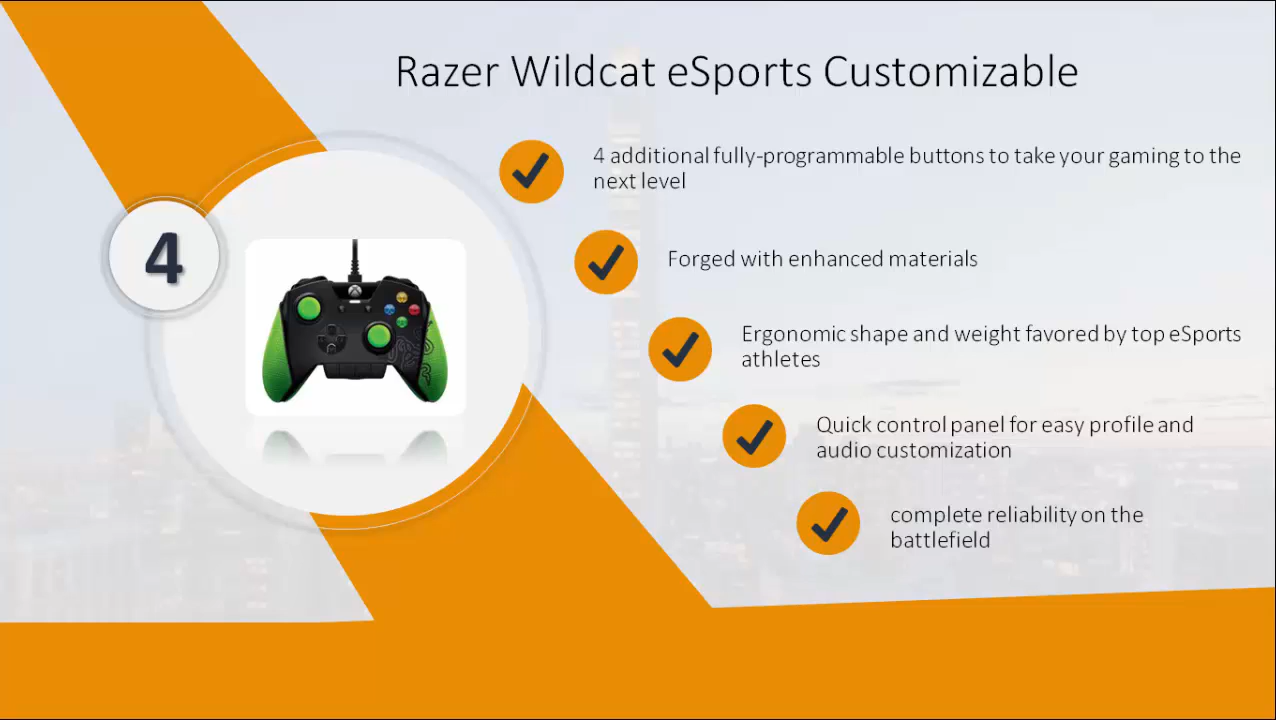 Razer Wildcat eSports Customizable
4 additional fully-programmable buttons to take your gaming to the
next level
4
Forged with enhanced materials
Ergonomic shape and weight favored by top eSports
athletes
Quick control panel for easy profile and
audio customization
complete reliability on the
battlefield